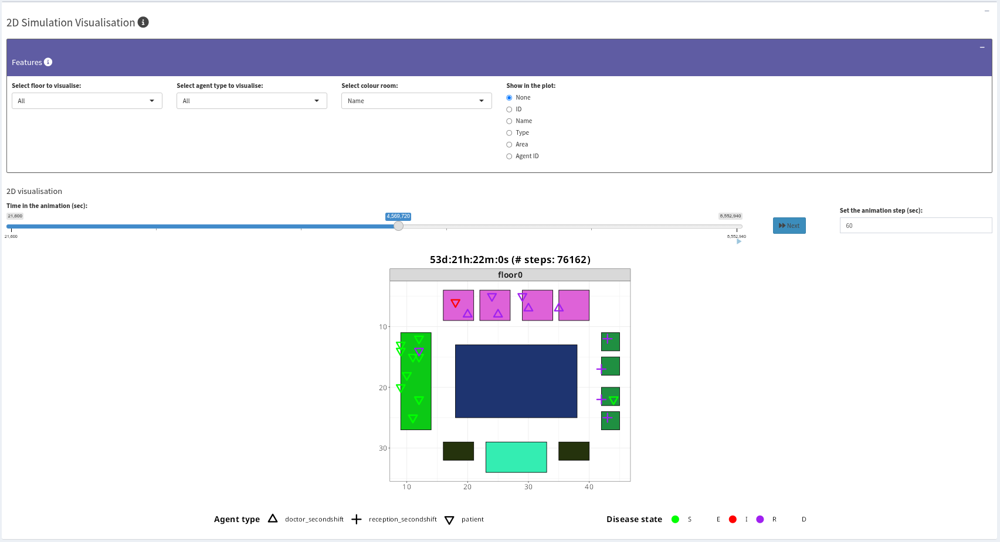 2D Simulation Visualisation
Features
Select floor to visualise: Select agent type to visualise: Select colour room: Show in the plot:
All All Name
None
ID
Name
Type
Area
Agent ID
2D visualisation
Time in the animation (sec):
Set the animation step (sec):
21,600 4,569,720 8,552,940
Next
60
21,600 8,552,940
53d:21h:22m:0s (# steps: 76162)
floor0
10
20
30
10 20 30 40
Agent type doctor_secondshift reception_secondshift patient Disease state S E I R D